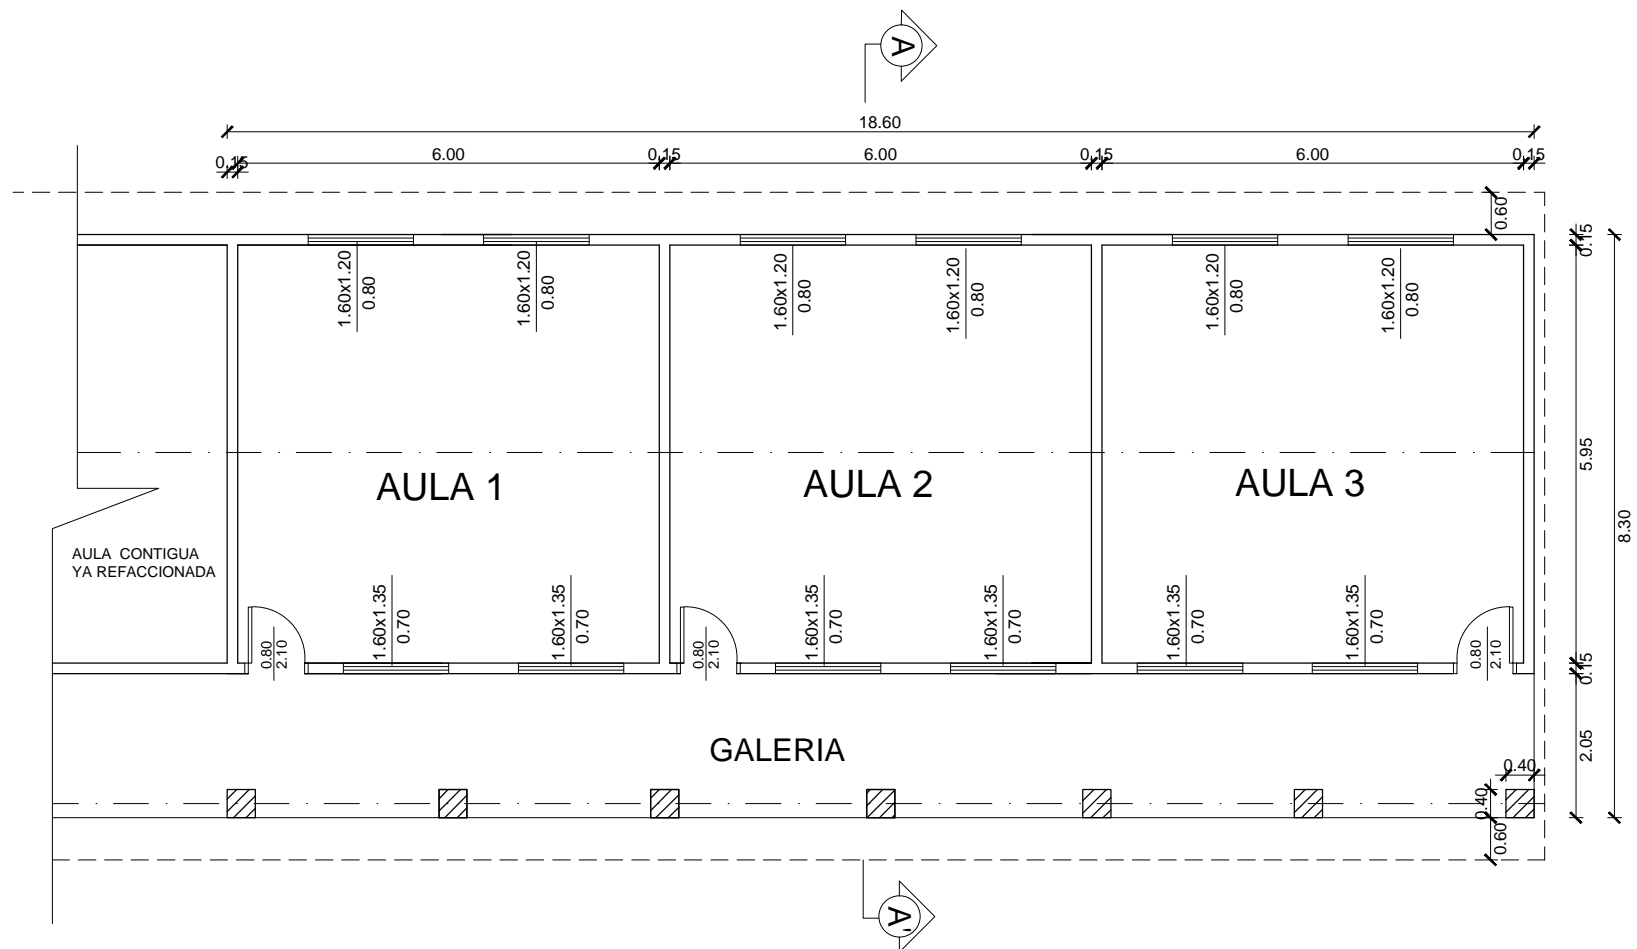 A
18.60
0.15
6.00
0.15
6.00
0.15
6.00
0.15
0.60
0.15
1.60x1.20
0.80
1.60x1.20
0.80
1.60x1.20
0.80
1.60x1.20
0.80
1.60x1.20
0.80
1.60x1.20
0.80
5.95
8.30
AULA 1
AULA 2
AULA 3
AULA CONTIGUA
YA REFACCIONADA
0.80
2.10
1.60x1.35
0.70
1.60x1.35
0.70
0.80
2.10
1.60x1.35
0.70
1.60x1.35
0.70
1.60x1.35
0.70
1.60x1.35
0.70
0.80
2.10
0.15
GALERIA
2.05
0.40
0.40
0.60
A'